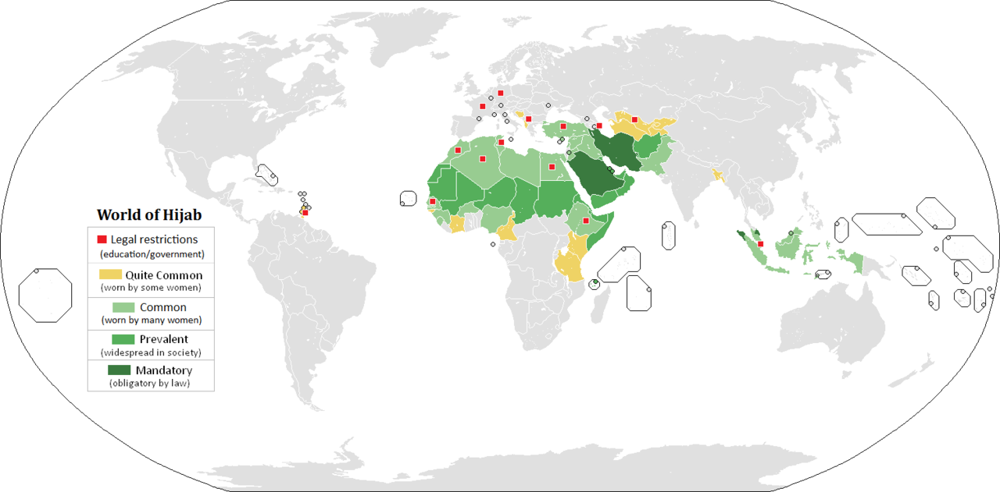 World of Hijab
Legal restrictions
(education/government)
Quite Common
(worn by some women)
Common
(worn by many women)
Prevalent
(widespread in society)
Mandatory
(obligatory by law)